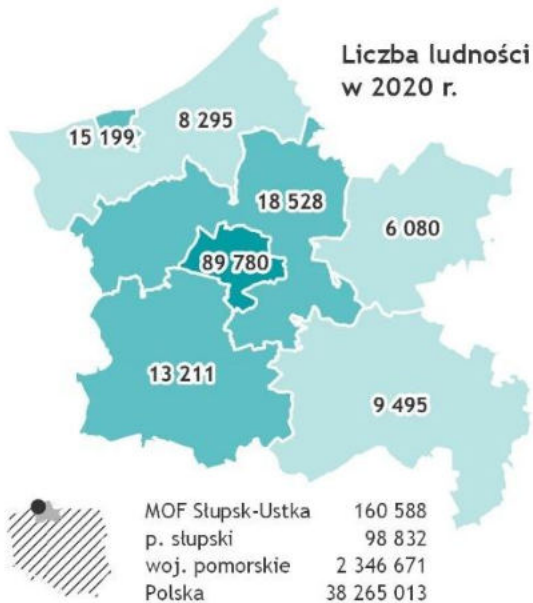 Liczba ludności
w 2020 r.
8 295
15 199
18 528
6 080
89 780
13 211
9 495
MOF Słupsk-Ustka 160 588
p. słupski 98 832
woj. pomorskie 2 346 671
Polska 38 265 013